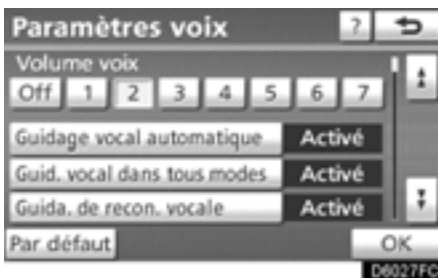 Paramètres voix ?
Volume voix
Off 1 2 3 4 5 6 7
Guidage vocal automatique Activé
Guid. vocal dans tous modes Activé
Guida. de recon. vocale Activé
Par défaut OK
D6027FC